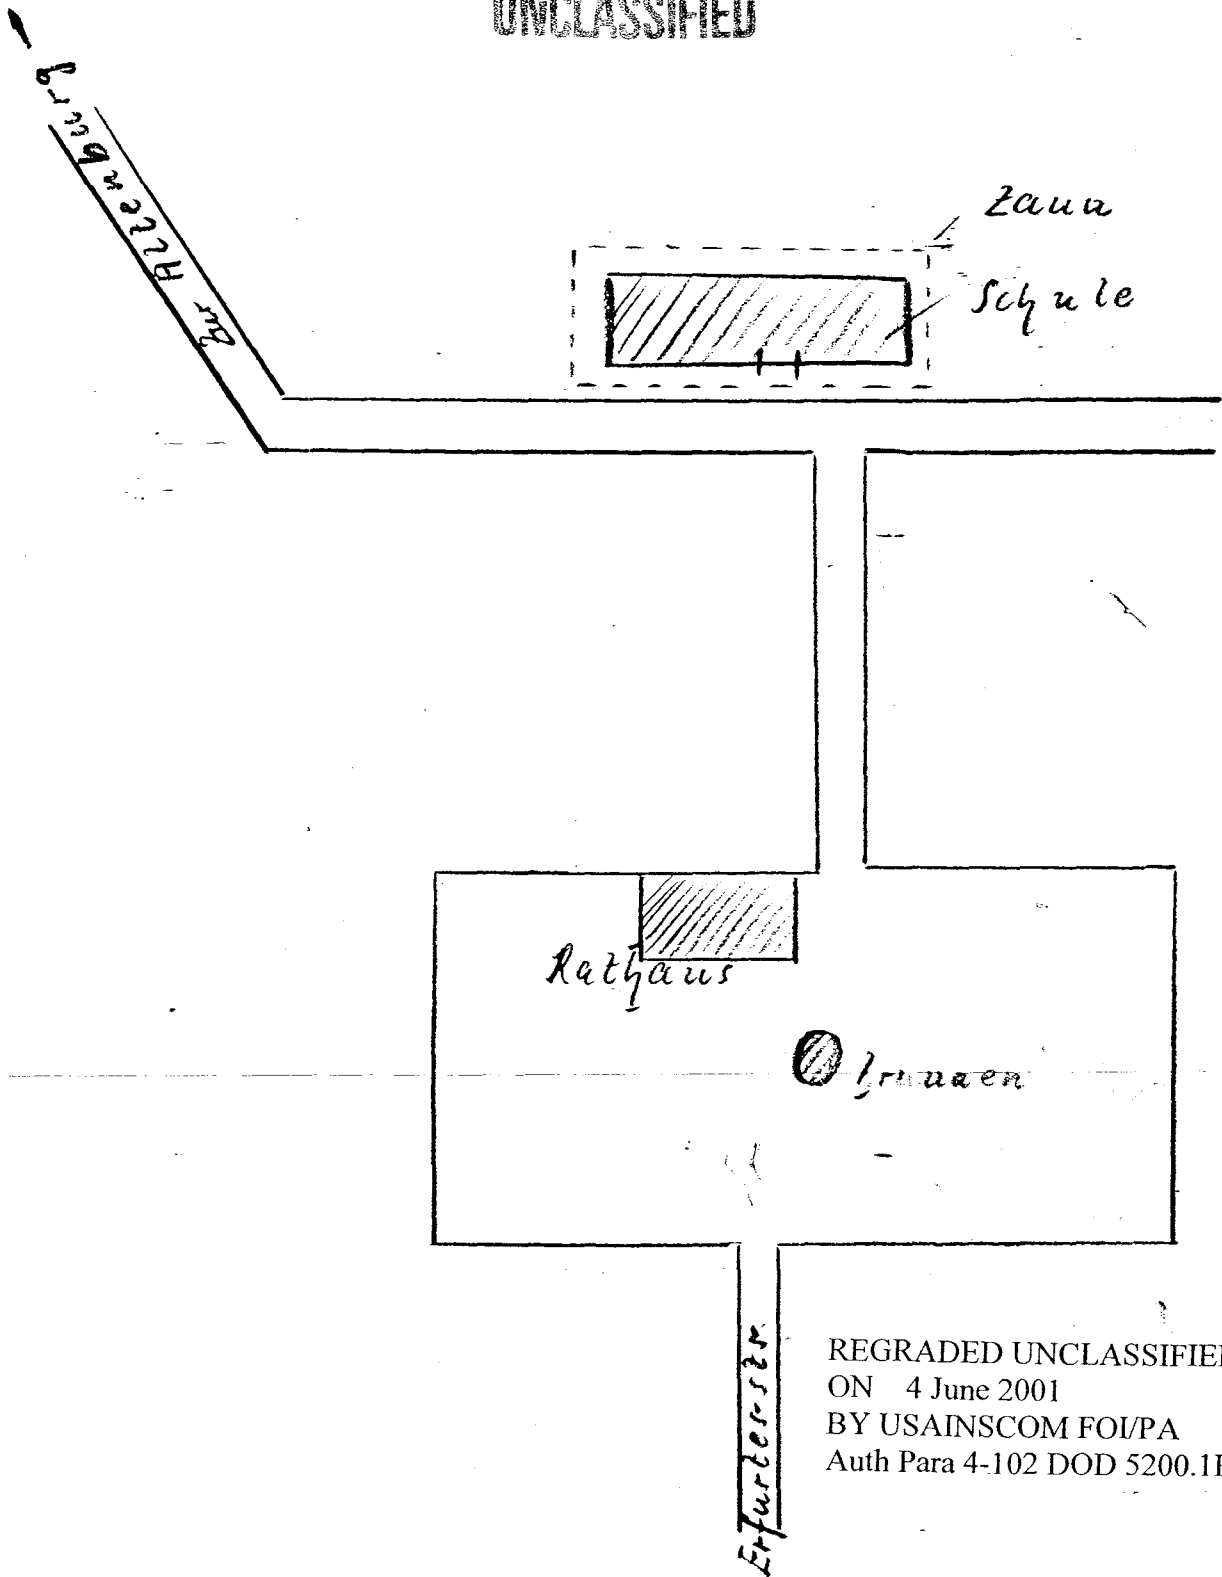 UNCLASSIFIED
Zur Altenburg
Zaun
Schule
Rathaus
Brunnen
Erfurterstr.
REGRADED UNCLASSIFIED
ON 4 June 2001
BY USAINSCOM FOI/PA
Auth Para 4-102 DOD 5200.1R